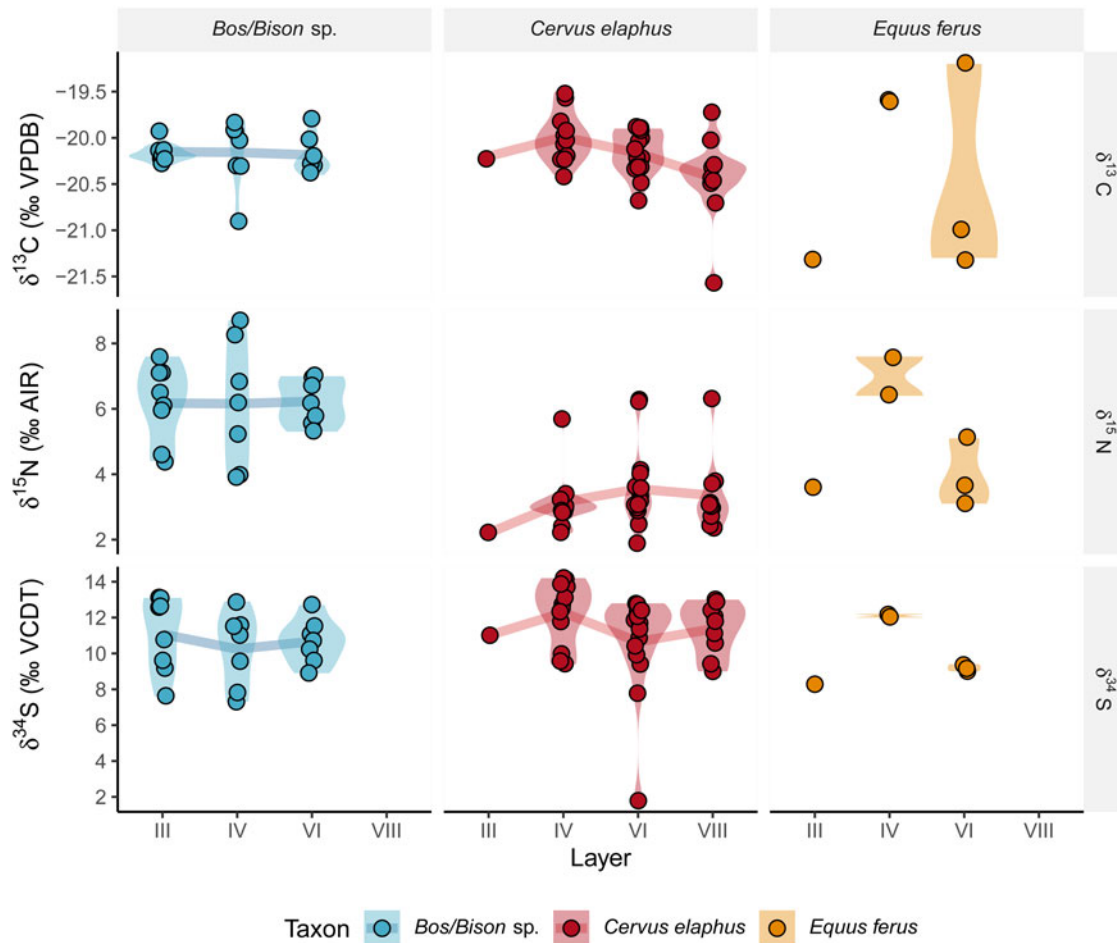 Bos/Bison sp. Cervus elaphus Equus ferus
δ¹³C (‰ VPDB)
−19.5
−20.0
−20.5
−21.0
−21.5
δ¹³C
δ¹⁵N (‰ AIR)
8
6
4
2
δ¹⁵N
δ³⁴S (‰ VCDT)
14
12
10
8
6
4
2
δ³⁴S
III IV VI VIII III IV VI VIII III IV VI VIII
Layer
Taxon Bos/Bison sp. Cervus elaphus Equus ferus